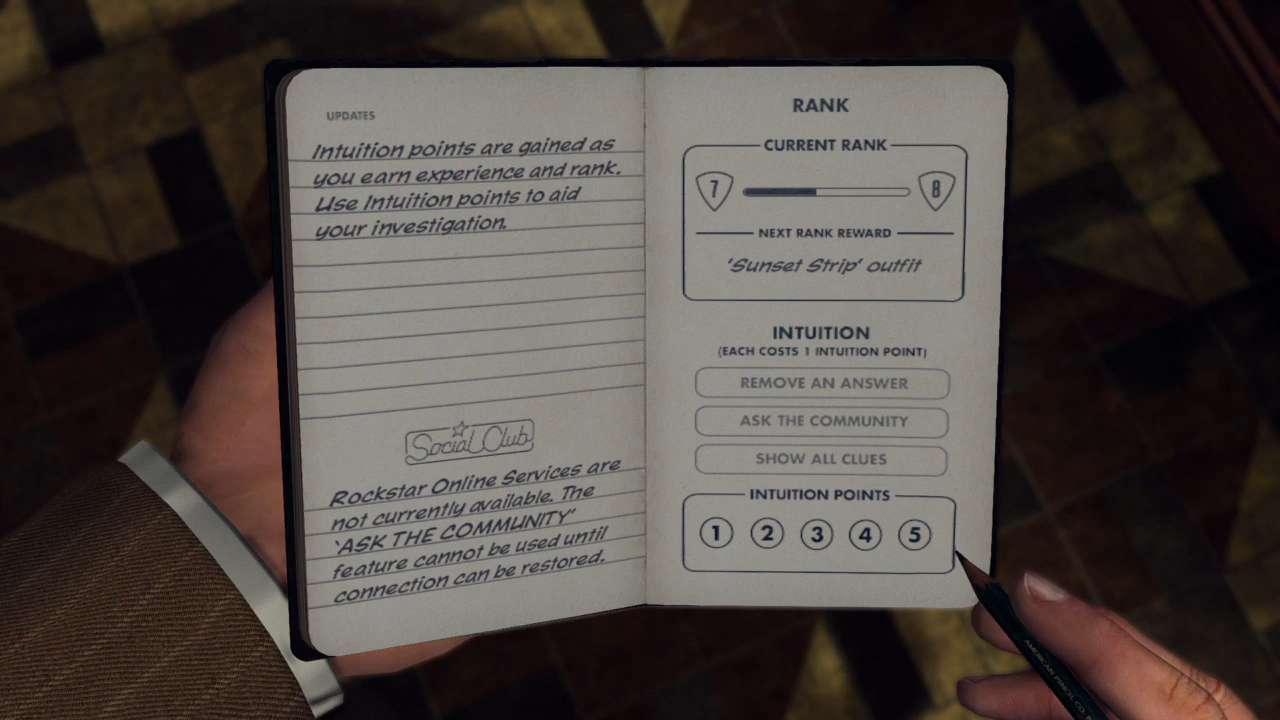 UPDATES
Intuition points are gained as
you earn experience and rank.
Use Intuition points to aid
your investigation.
Social Club
Rockstar Online Services are
not currently available. The
'ASK THE COMMUNITY'
feature cannot be used until
connection can be restored.
RANK
CURRENT RANK
7 8
NEXT RANK REWARD
'Sunset Strip' outfit
INTUITION
(EACH COSTS 1 INTUITION POINT)
REMOVE AN ANSWER
ASK THE COMMUNITY
SHOW ALL CLUES
INTUITION POINTS
1 2 3 4 5
AMERICAN PENCIL CO.